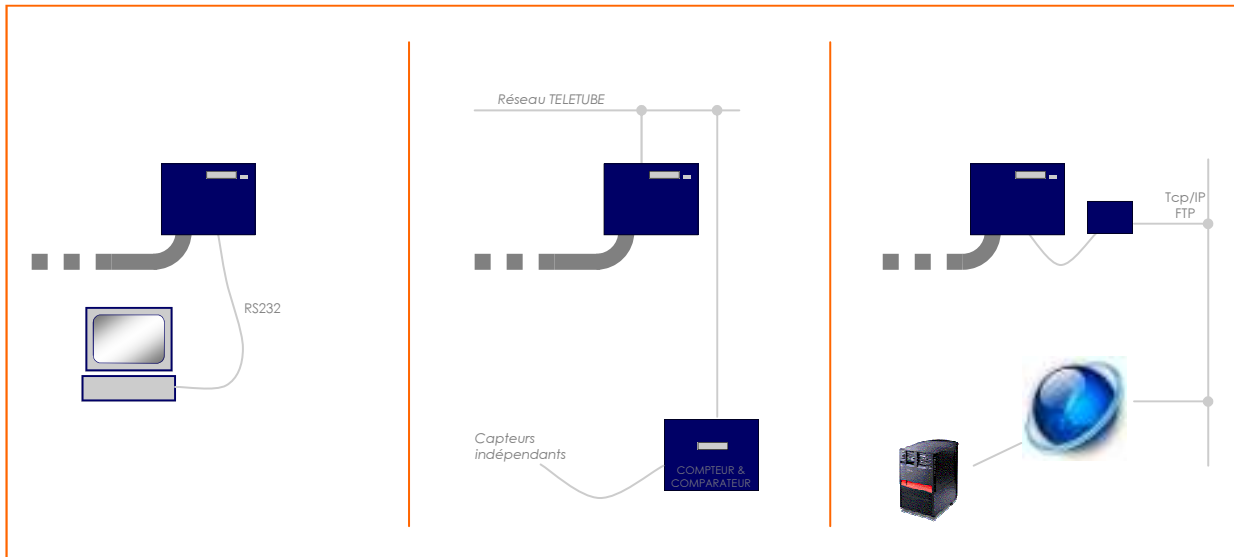 RS232
Réseau TELETUBE
Capteurs
indépendants
COMPTEUR &
COMPARATEUR
Tcp/IP
FTP